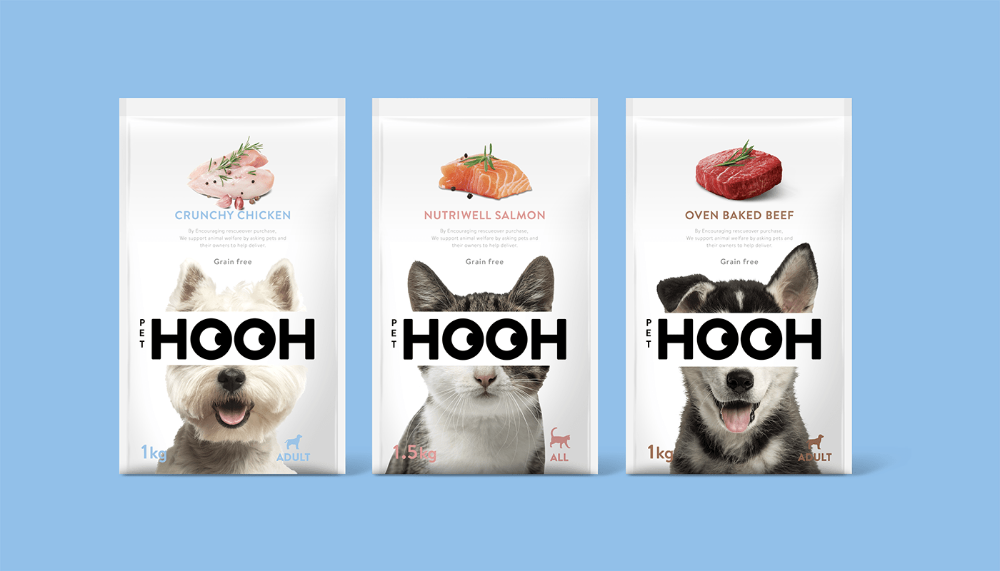 CRUNCHY CHICKEN
By Encouraging rescueover purchase,
We support animal welfare by asking pets and
their owners to help deliver.
Grain free
PET
HOOH
1kg
ADULT
NUTRIWELL SALMON
By Encouraging rescueover purchase,
We support animal welfare by asking pets and
their owners to help deliver.
Grain free
PET
HOOH
1.5kg
ALL
OVEN BAKED BEEF
By Encouraging rescueover purchase,
We support animal welfare by asking pets and
their owners to help deliver.
Grain free
PET
HOOH
1kg
ADULT